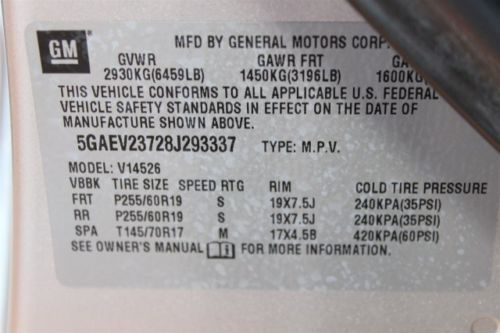 GM
MFD BY GENERAL MOTORS CORP.
GVWR GAWR FRT
2930KG(6459LB) 1450KG(3196LB) 1600KG
THIS VEHICLE CONFORMS TO ALL APPLICABLE U.S. FEDERAL
VEHICLE SAFETY STANDARDS IN EFFECT ON THE DATE OF
MANUFACTURE SHOWN ABOVE.
5GAEV23728J293337 TYPE: M.P.V.
MODEL: V14526
VBBK TIRE SIZE SPEED RTG RIM COLD TIRE PRESSURE
FRT P255/60R19 S 19X7.5J 240KPA(35PSI)
RR P255/60R19 S 19X7.5J 240KPA(35PSI)
SPA T145/70R17 M 17X4.5B 420KPA(60PSI)
SEE OWNER'S MANUAL FOR MORE INFORMATION.